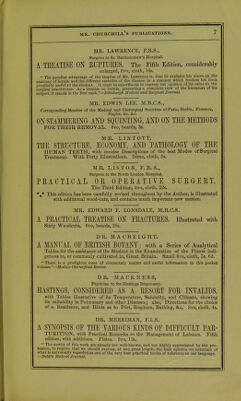 MR. CHURCHILL'S PUBLICATIONS. 7
MR. LAWRENCE, F.R.S.,
Surgeon to St. Bartholomew's Hospital.
A TREATISE ON RUPTURES. The Fifth Edition, considerably
enlarged, 8vo, cloth, 16s.
"The peculiar advantage of the treatise of Mr. Lawrence is, that he explains his views on the
anatomy of hernia and the different varieties of the disease in a manner which renders his book
peculiarly useful to the student. It must be superfluous to express our opinion of its value to the
surgical practitioner. As a treatise on hernia, presenting a complete view of the literature of the
subject, it stands in the first rank."—Edinburgh Medical and Surgical Journal.
MR. EDWIN LEE, M.R.C.S.,
Corresponding Member of the Medical and Chirurgical Societies of Paris, Berlin, Florence,
Naples, &c. &c.
ON STAMMERING AND SQUINTING, AND ON THE METHODS
FOR THEIR REMOVAL. 8vo, boards, 3s.
MR. LINTOTT.
THE STRUCTURE, ECONOMY, AND PATHOLOGY OF THE
HUMAN TEETH, with concise Descriptions of the best Modes of Surgical
Treatment. With Forty Illustrations. 12mo, cloth, 5s.
MR. LISTON, F.R.S.,
Surgeon to the North London Hospital.
PRACTICAL OR OPERATIVE SURGERY.
The Third Edition, 8vo, cloth, 22s.
*** This edition has been carefully revised throughout by the Author, is illustrated
with additional wood-cuts, and contains much important new matter.
MR. EDWARD F. LONSDALE, M.R.C.S.
A PRACTICAL TREATISE ON FRACTURES. Illustrated with
Sixty Woodcuts. 8vo, boards, 16s.
DR. MACREIGHT.
A MANUAL OF BRITISH BOTANY; with a Series of Analytical
Tables for the assistance of the Student in the Examination of the Plants indi-
genous to, or commonly cultivated in, Great Britain. Small 8vo, cloth, 7s. 6d.
"There is a prodigious mass of elementary matter and useful information in this pocket
volume."—Medico-Chirurgical Review.
DR. MACKNESS,
Physician to the Hastings Dispensary.
HASTINGS, CONSIDERED AS A RESORT FOR INVALIDS,
with Tables illustrative of its Temperature, Salubrity, and Climate, showing
its suitability in Pulmonary and other Diseases; also, Directions for the choice
of a Residence, and Hints as to Diet, Regimen, Bathing, &c. 8vo, cloth, 4s.
DR. MERRIMAN, F.L.S.
A SYNOPSIS OF THE VARIOUS KINDS OF DIFFICULT PAR-
TURITION, with Practical Remarks on the Management of Labours. Fifth
edition, with additions. Plates. 8vo, 12s.
"The merits of this work are already too well-known, and too highly appreciated by the pro-
fession, to require that we should express, at any great length, the high opinion we entertain of
what is universally regarded as one of the very best practical books of reference in our language."
—Dublin Medical Journal.